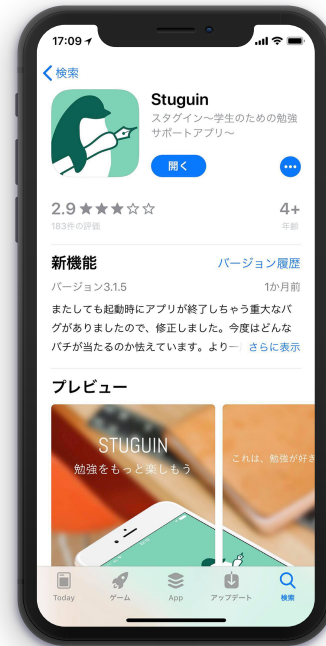 17:09
検索
Stuguin
スタグイン〜学生のための勉強
サポートアプリ〜
開く
2.9 ★★★☆☆
4+
183件の評価
年齢
新機能
バージョン履歴
バージョン3.1.5
1か月前
またしても起動時にアプリが終了しちゃう重大なバ
グがありましたので、修正しました。今度はどんな
バチが当たるのか怯えています。より一
さらに表示
プレビュー
STUGUIN
勉強をもっと楽しもう
これは、勉強が好き
Today
ゲーム
App
アップデート
検索